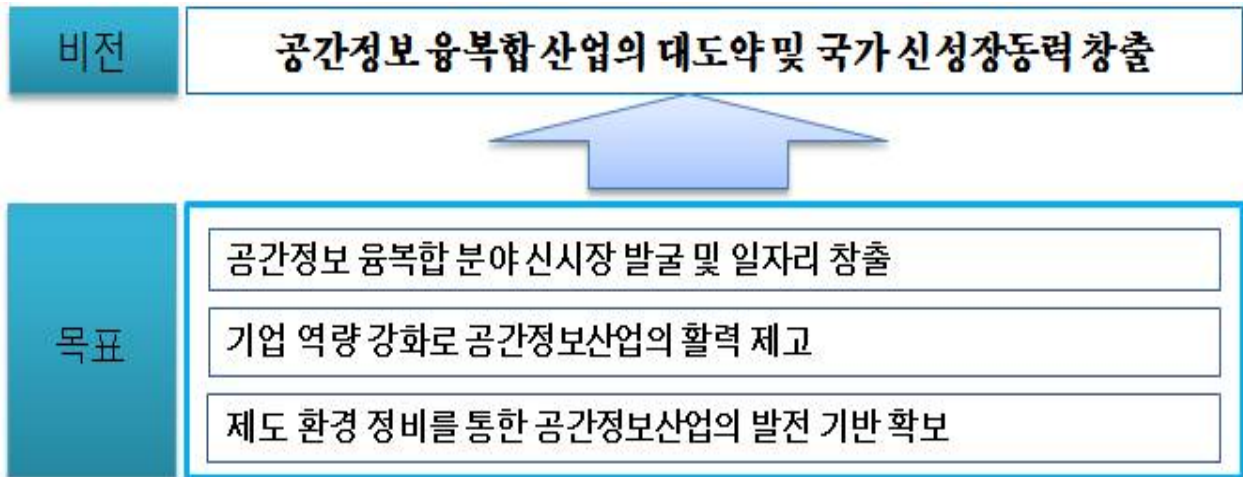 비전
공간정보 융복합 산업의 대도약 및 국가 신성장동력 창출
목표
공간정보 융복합 분야 신시장 발굴 및 일자리 창출
기업 역량 강화로 공간정보산업의 활력 제고
제도 환경 정비를 통한 공간정보산업의 발전 기반 확보